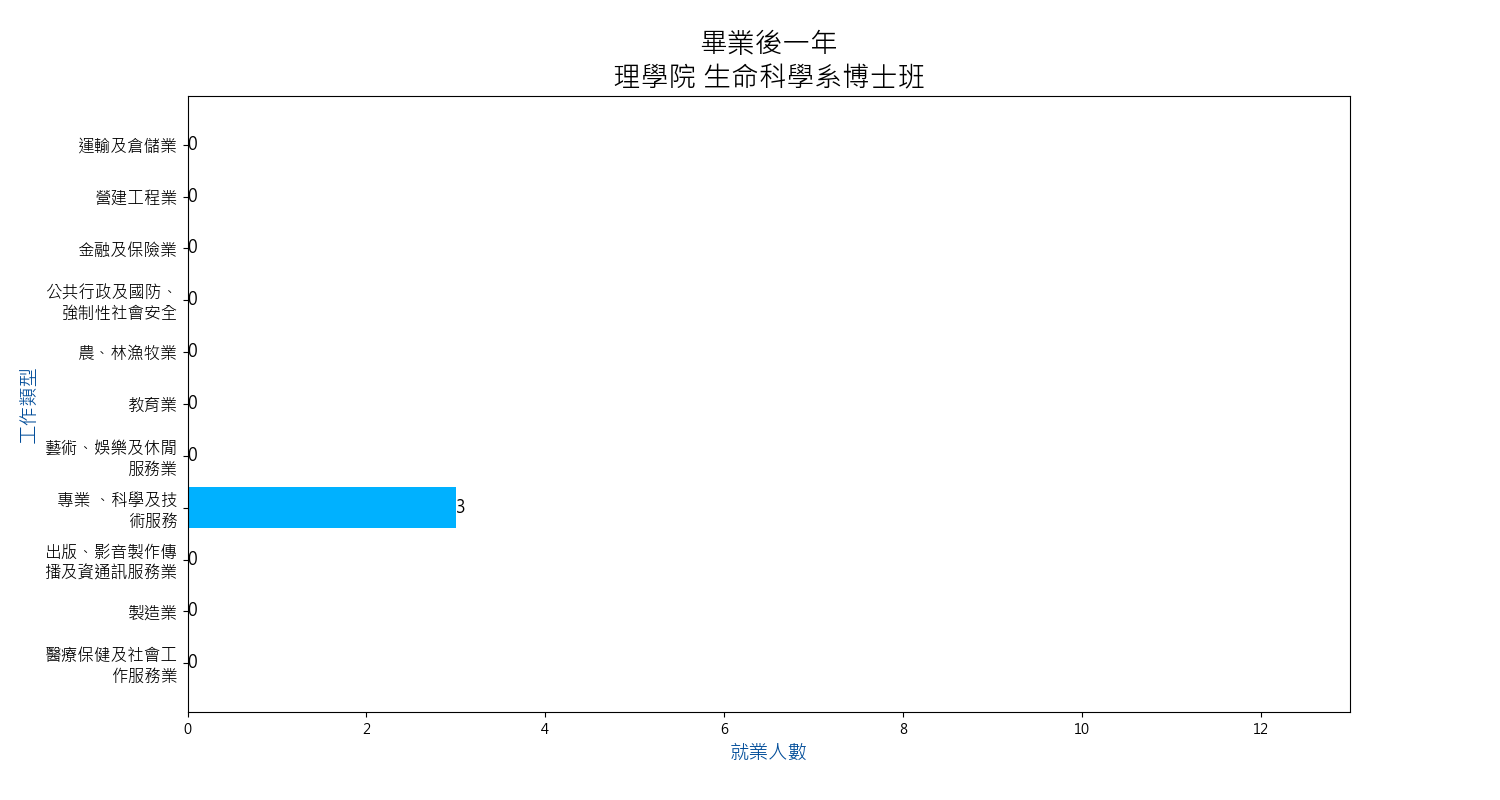 畢業後一年
理學院 生命科學系博士班
運輸及倉儲業
0
營建工程業
0
金融及保險業
0
公共行政及國防、
強制性社會安全
0
農、林漁牧業
0
教育業
0
藝術、娛樂及休閒
服務業
0
專業 、科學及技
術服務
3
出版、影音製作傳
播及資通訊服務業
0
製造業
0
醫療保健及社會工
作服務業
0
工作類型
0 2 4 6 8 10 12
就業人數